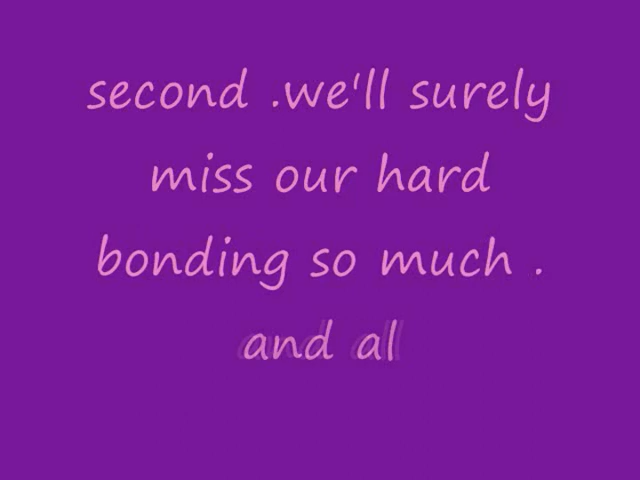 second .we'll surely
miss our hard
bonding so much .
and al